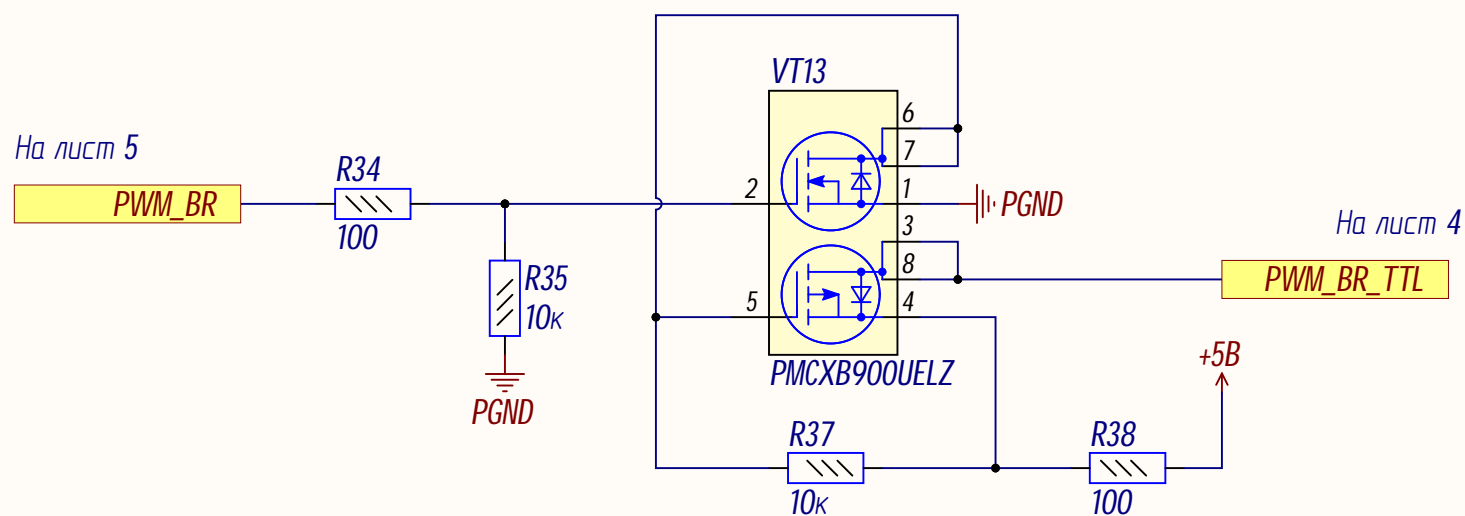 VT13
6
На лист 5
7
R34
2
1
PWM_BR
PGND
100
3
На лист 4
8
PWM_BR_TTL
R35
10к
5
4
PMCXB900UELZ
+5В
PGND
R37
R38
10к
100